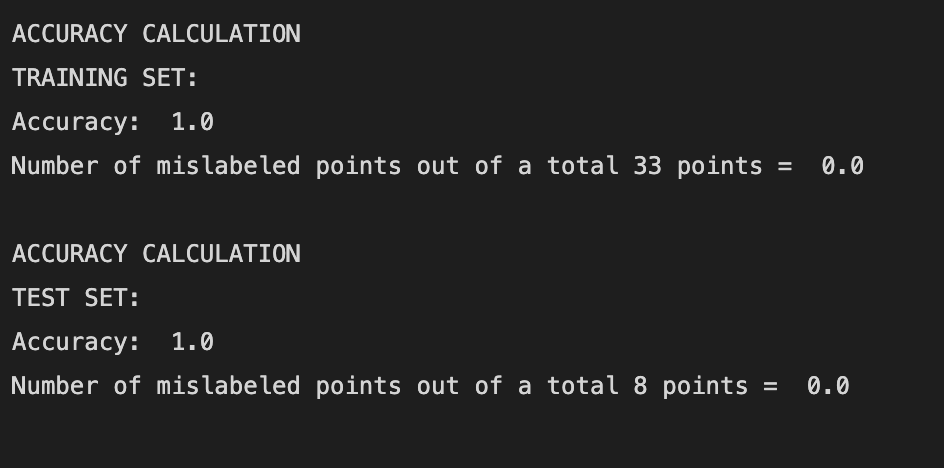 ACCURACY CALCULATION
TRAINING SET:
Accuracy:  1.0
Number of mislabeled points out of a total 33 points =  0.0
ACCURACY CALCULATION
TEST SET:
Accuracy:  1.0
Number of mislabeled points out of a total 8 points =  0.0